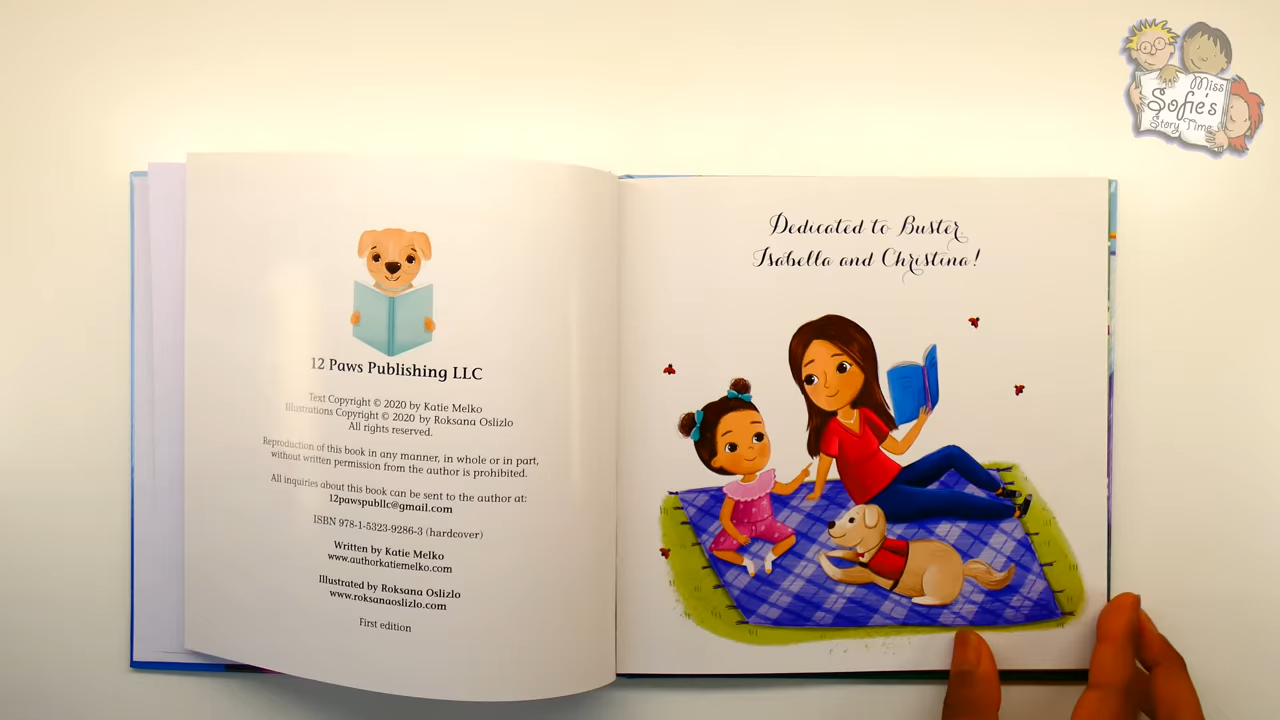 12 Paws Publishing LLC
Text Copyright © 2020 by Katie Melko
Illustrations Copyright © 2020 by Roksana Oslizlo
All rights reserved.
Reproduction of this book in any manner, in whole or in part,
without written permission from the author is prohibited.
All inquiries about this book can be sent to the author at:
12pawspubllc@gmail.com
ISBN 978-1-5323-9286-3 (hardcover)
Written by Katie Melko
www.authorkatiemelko.com
Illustrated by Roksana Oslizlo
www.roksanaoslizlo.com
First edition
Dedicated to Buster
Isabella and Christina!
Miss
Sofie's
Story Time